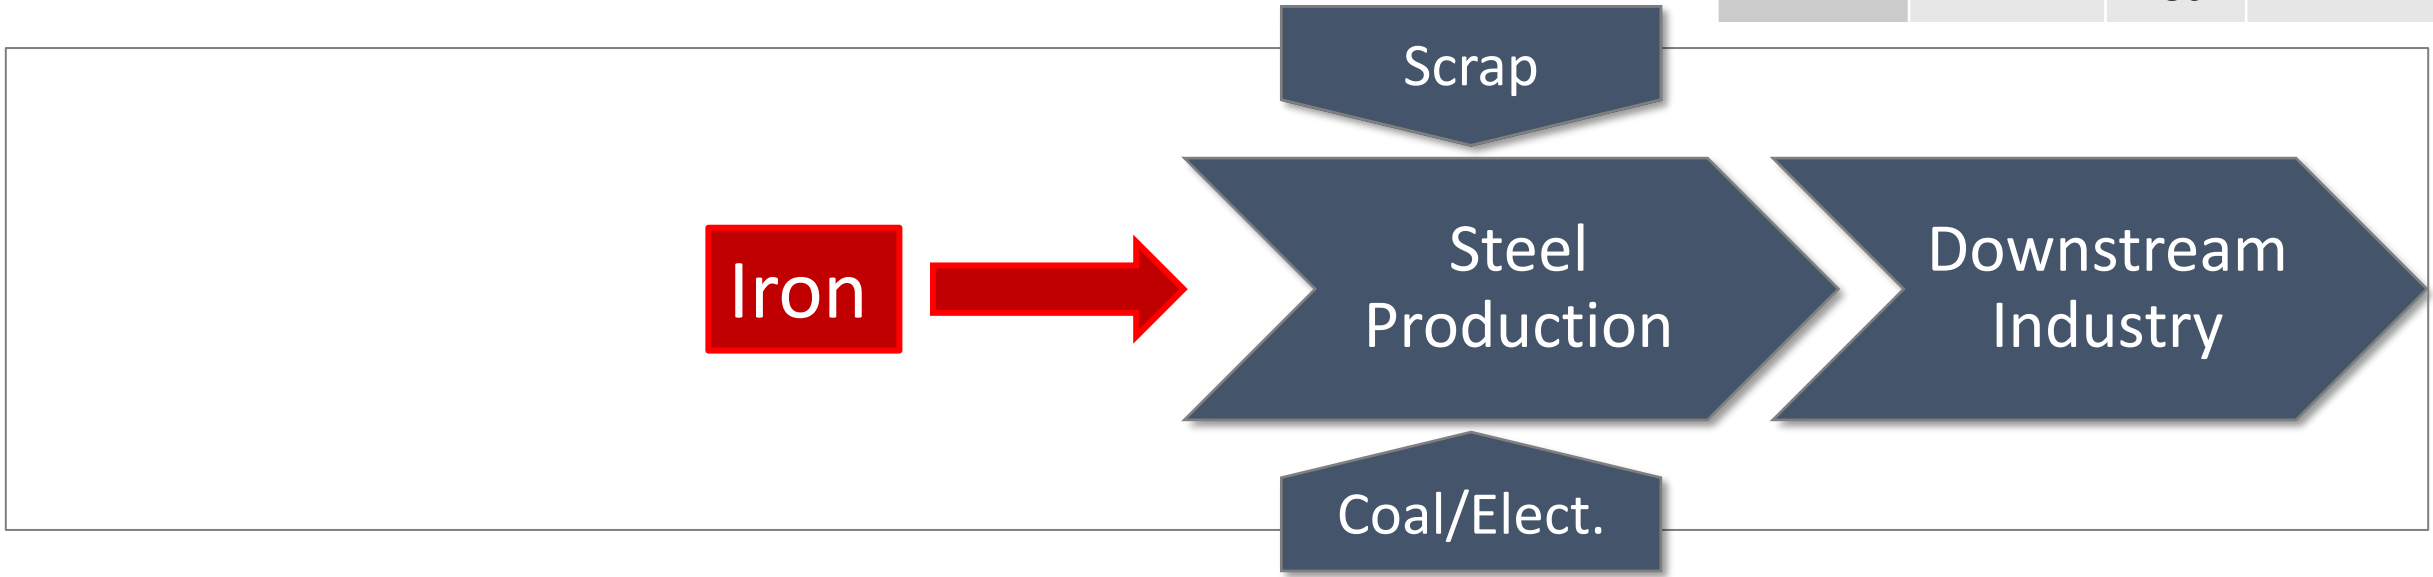 Scrap
Iron
Steel
Production
Downstream
Industry
Coal/Elect.